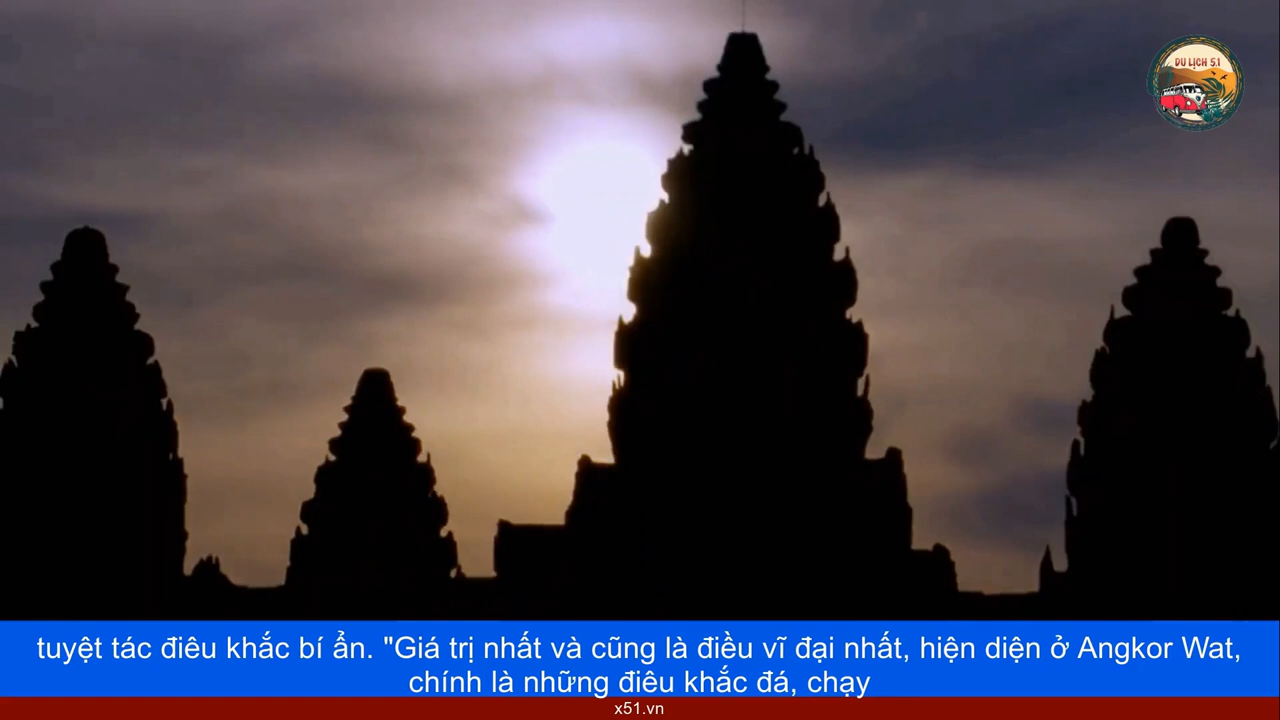 DU LỊCH 5.1
tuyệt tác điêu khắc bí ẩn. "Giá trị nhất và cũng là điều vĩ đại nhất, hiện diện ở Angkor Wat,
chính là những điêu khắc đá, chạy
x51.vn